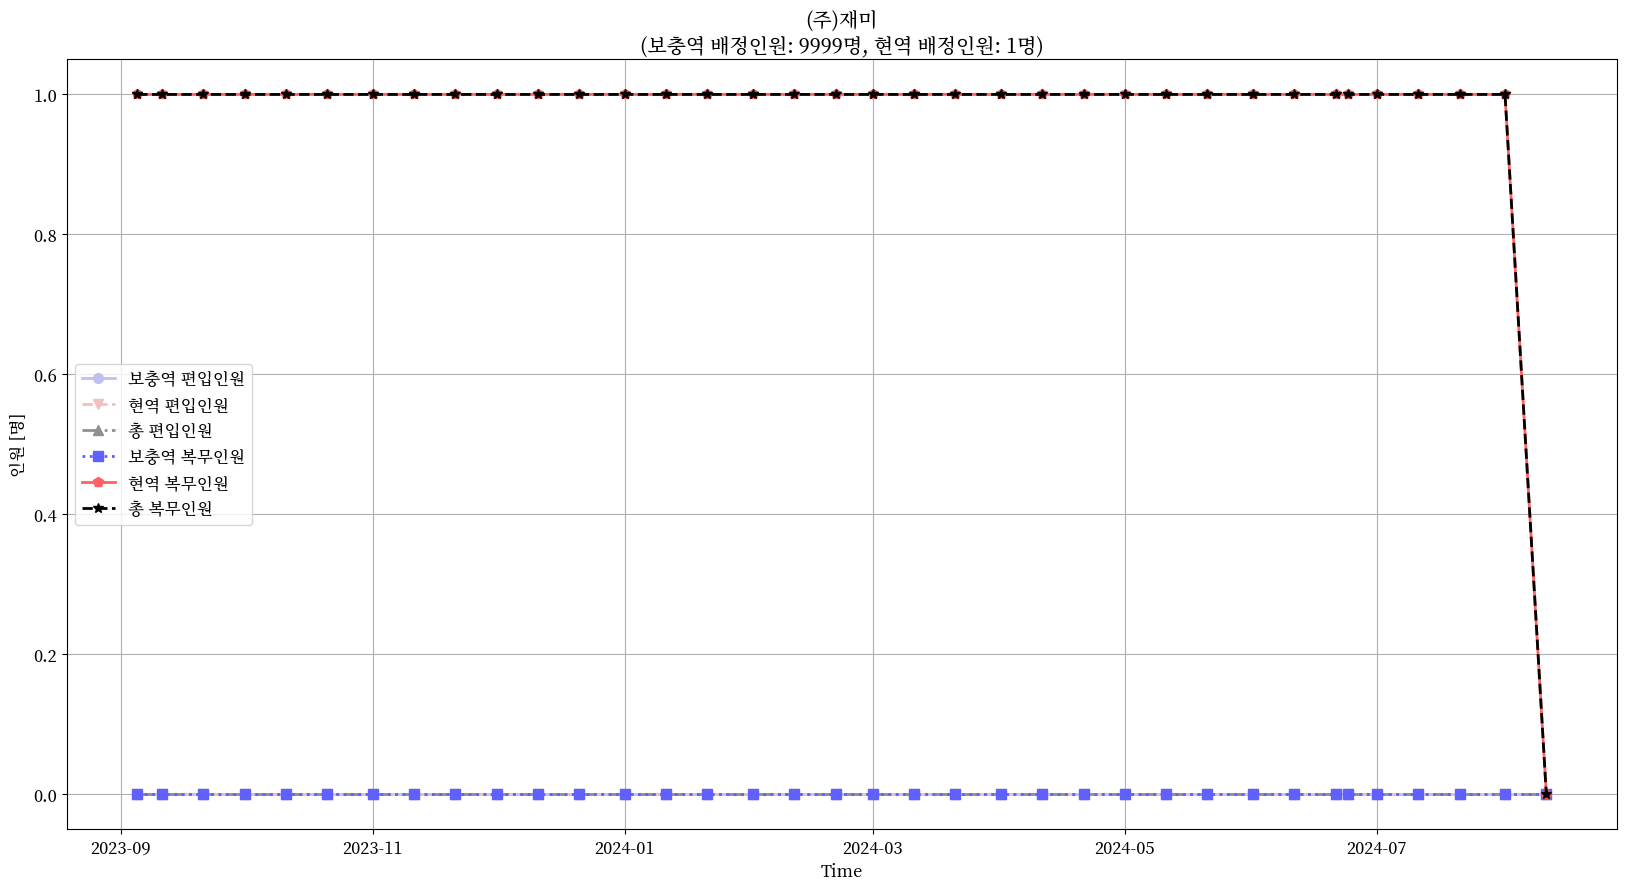 (주)재미
(보충역 배정인원: 9999명, 현역 배정인원: 1명)
1.0
0.8
0.6
0.4
0.2
0.0
인원 [명]
보충역 편입인원
현역 편입인원
총 편입인원
보충역 복무인원
현역 복무인원
총 복무인원
2023-09
2023-11
2024-01
2024-03
2024-05
2024-07
Time